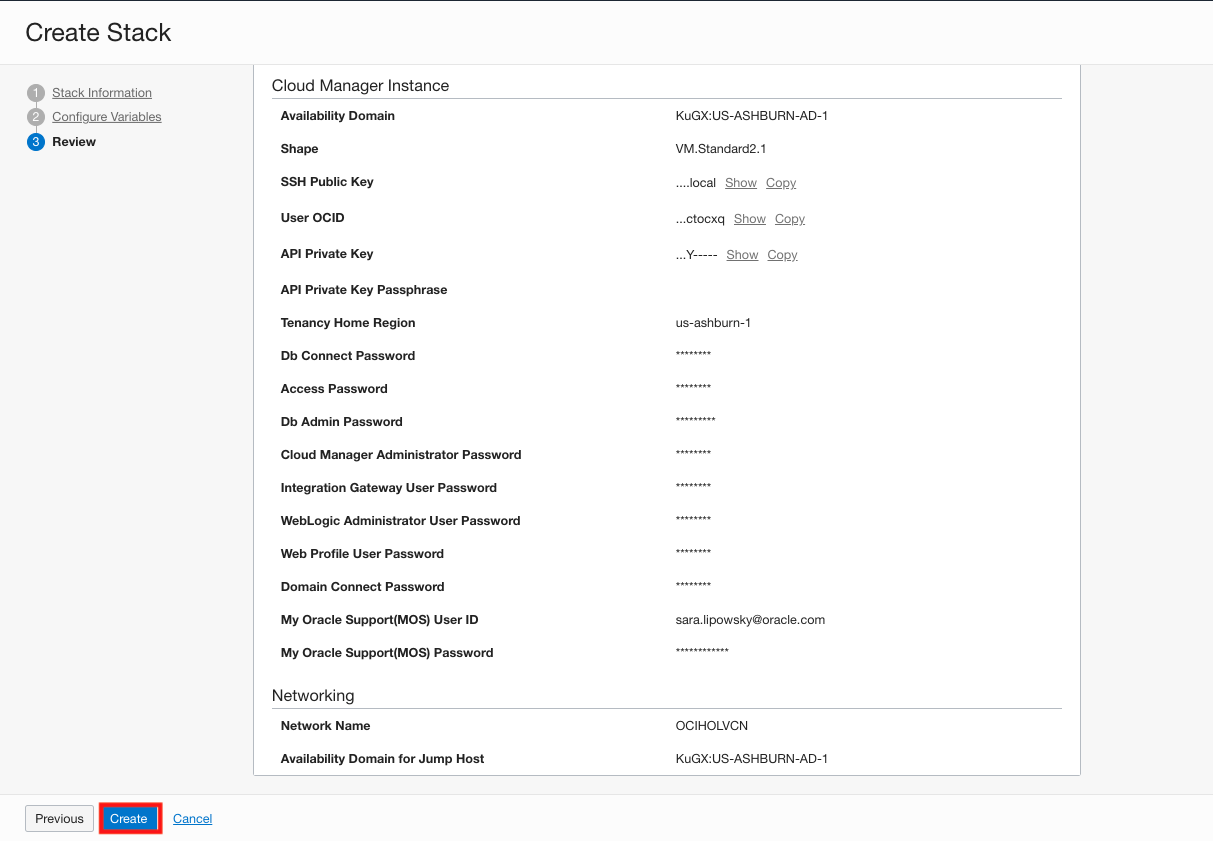 Create Stack
1 Stack Information
2 Configure Variables
3 Review
Cloud Manager Instance
Availability Domain KuGX:US-ASHBURN-AD-1
Shape VM.Standard2.1
SSH Public Key ....local Show Copy
User OCID ...ctocxq Show Copy
API Private Key ...Y----- Show Copy
API Private Key Passphrase
Tenancy Home Region us-ashburn-1
Db Connect Password ********
Access Password ********
Db Admin Password *********
Cloud Manager Administrator Password ********
Integration Gateway User Password ********
WebLogic Administrator User Password ********
Web Profile User Password ********
Domain Connect Password ********
My Oracle Support(MOS) User ID sara.lipowsky@oracle.com
My Oracle Support(MOS) Password ************
Networking
Network Name OCIHOLVCN
Availability Domain for Jump Host KuGX:US-ASHBURN-AD-1
Previous Create Cancel